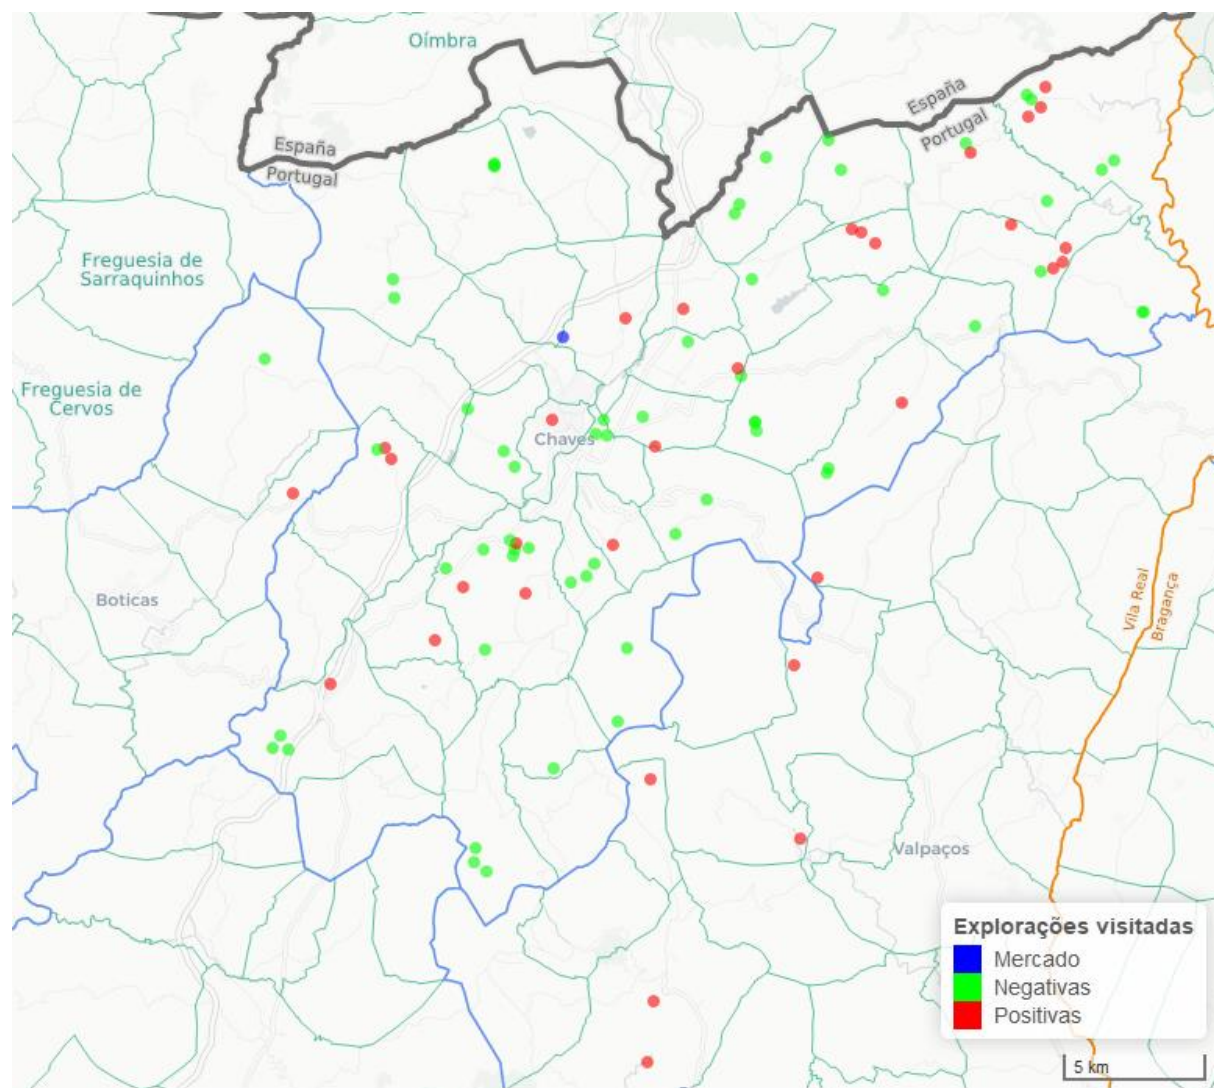 Oímbra
España
Portugal
España
Portugal
Freguesia de
Sarraquinhos
Freguesia de
Cervos
Chaves
Boticas
Vila Real
Bragança
Valpaços
Explorações visitadas
Mercado
Negativas
Positivas
5 km